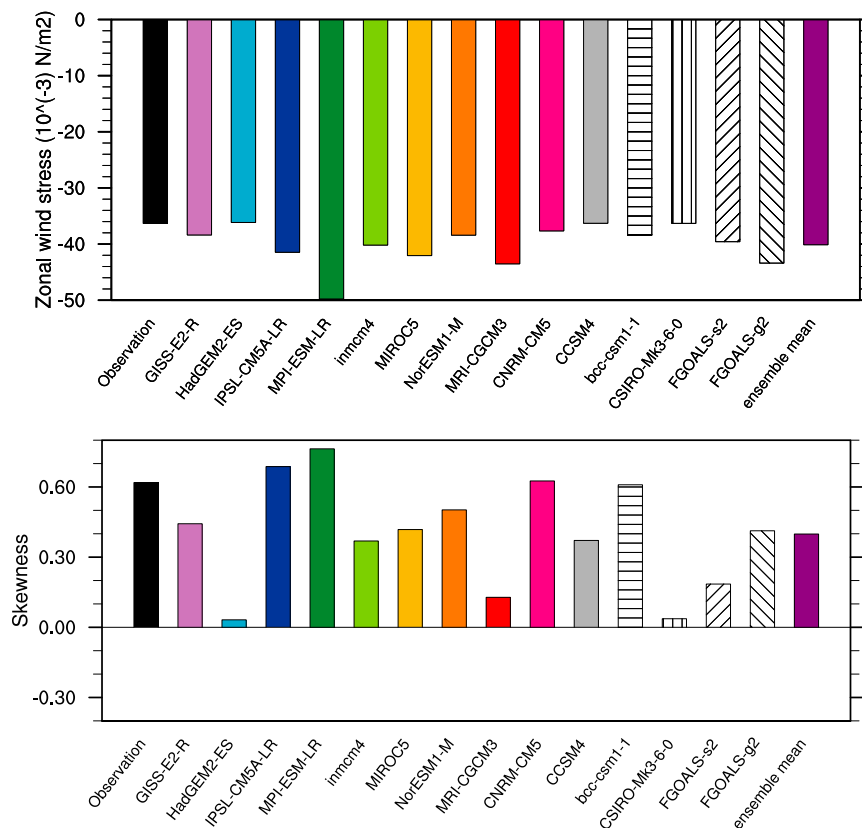 Zonal wind stress (10^(-3) N/m2)
0
-10
-20
-30
-40
-50
Observation
GISS-E2-R
HadGEM2-ES
IPSL-CM5A-LR
MPI-ESM-LR
inmcm4
MIROC5
NorESM1-M
MRI-CGCM3
CNRM-CM5
CCSM4
bcc-csm1-1
CSIRO-Mk3-6-0
FGOALS-s2
FGOALS-g2
ensemble mean
Skewness
0.60
0.30
0.00
-0.30
Observation
GISS-E2-R
HadGEM2-ES
IPSL-CM5A-LR
MPI-ESM-LR
inmcm4
MIROC5
NorESM1-M
MRI-CGCM3
CNRM-CM5
CCSM4
bcc-csm1-1
CSIRO-Mk3-6-0
FGOALS-s2
FGOALS-g2
ensemble mean